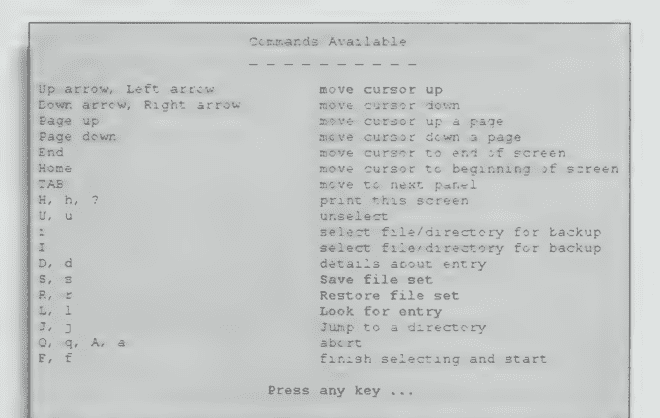 Commands Available
- - - - - - - - - -
Up arrow, Left arrow move cursor up
Down arrow, Right arrow move cursor down
Page up move cursor up a page
Page down move cursor down a page
End move cursor to end of screen
Home move cursor to beginning of screen
TAB move to next panel
H, h, ? print this screen
U, u unselect
i select file/directory for backup
I select file/directory for backup
D, d details about entry
S, s Save file set
R, r Restore file set
L, l Look for entry
J, j Jump to a directory
Q, q, A, a abort
F, f finish selecting and start
Press any key ...